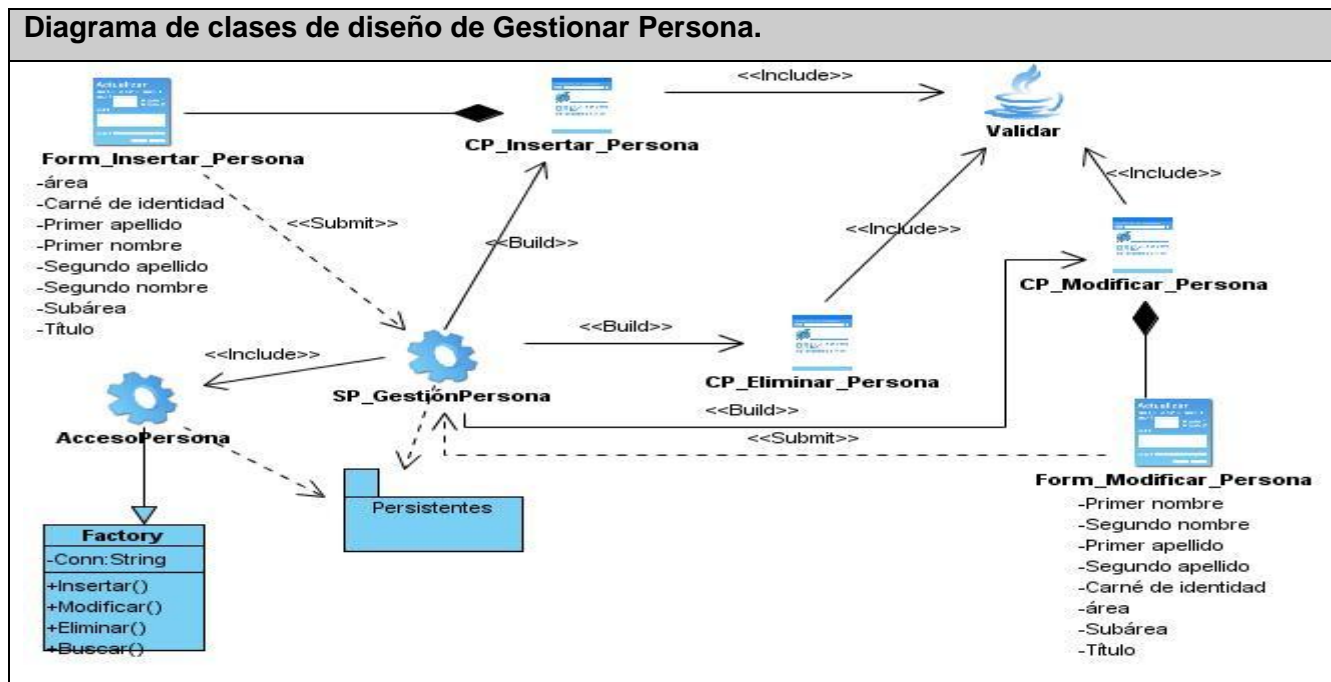 Diagrama de clases de diseño de Gestionar Persona.
<<Include>>
Validar
CP_Insertar_Persona
Form_Insertar_Persona
-área
-Carné de identidad
-Primer apellido
-Primer nombre
-Segundo apellido
-Segundo nombre
-Subárea
-Título
<<Submit>>
<<Build>>
<<Include>>
<<Include>>
CP_Modificar_Persona
<<Build>>
<<Include>>
CP_Eliminar_Persona
SP_GestiónPersona
<<Build>>
<<Submit>>
AccesoPersona
Persistentes
Factory
-Conn:String
+Insertar()
+Modificar()
+Eliminar()
+Buscar()
Actualizar
Form_Modificar_Persona
-Primer nombre
-Segundo nombre
-Primer apellido
-Segundo apellido
-Carné de identidad
-área
-Subárea
-Título